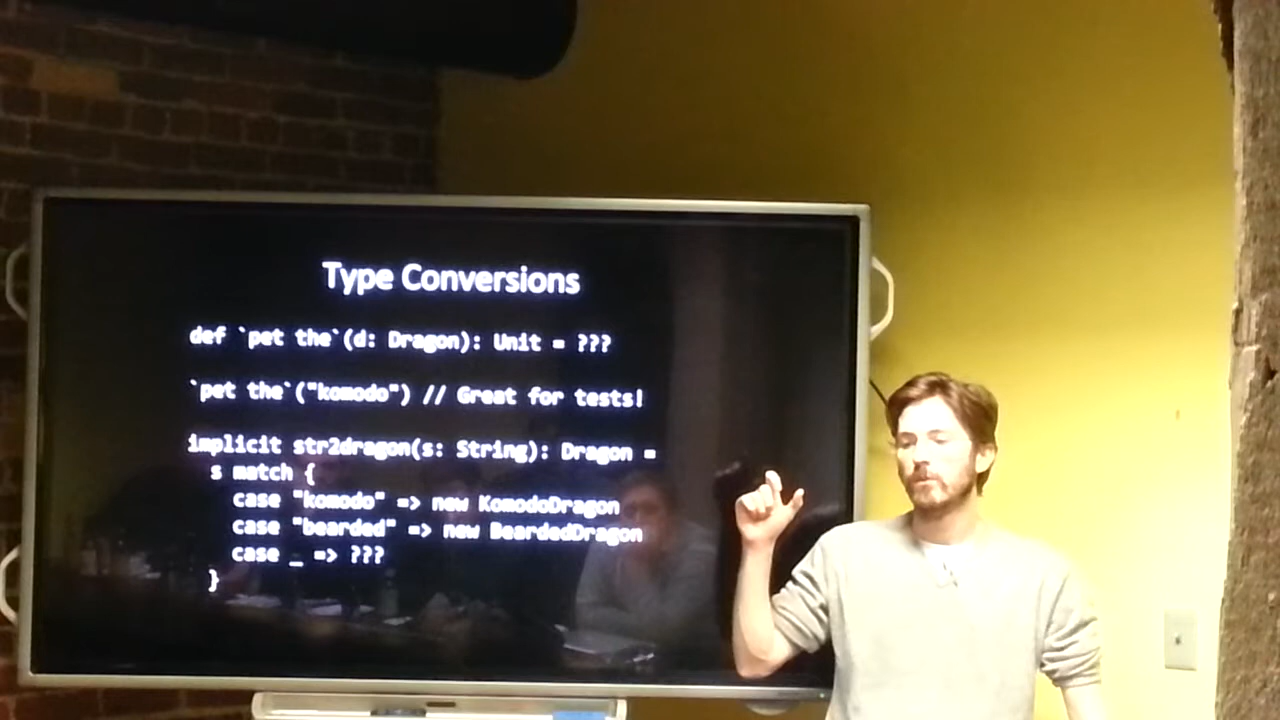 Type Conversions
def `pet the`(d: Dragon): Unit = ???
`pet the`("komodo") // Great for tests!
implicit str2dragon(s: String): Dragon =
s match {
case "komodo" => new KomodoDragon
case "bearded" => new BeardedDragon
case _ => ???
}